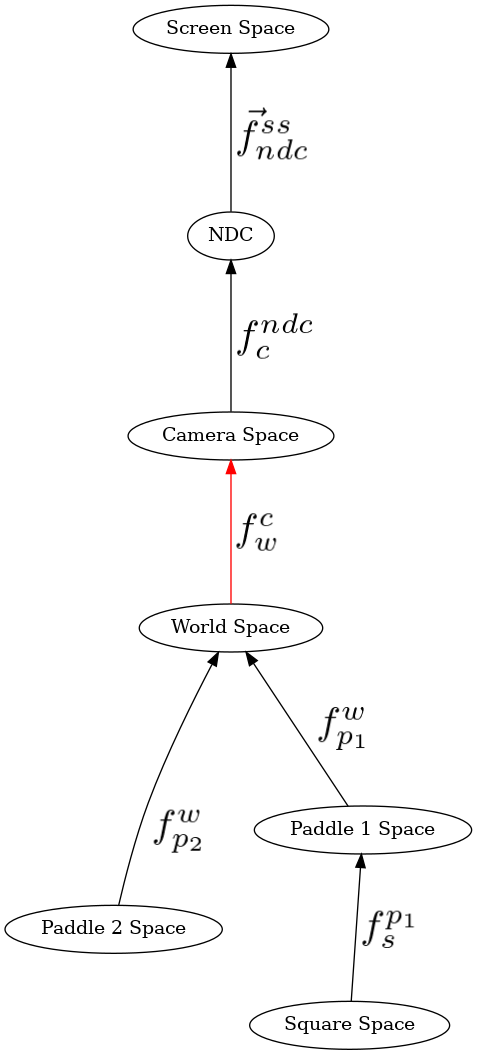 Screen Space
$\vec{f}_{ndc}^{ss}$
NDC
$f_{c}^{ndc}$
Camera Space
$f_{w}^{c}$
World Space
$f_{p_1}^{w}$
$f_{p_2}^{w}$
Paddle 1 Space
Paddle 2 Space
$f_{s}^{p_1}$
Square Space